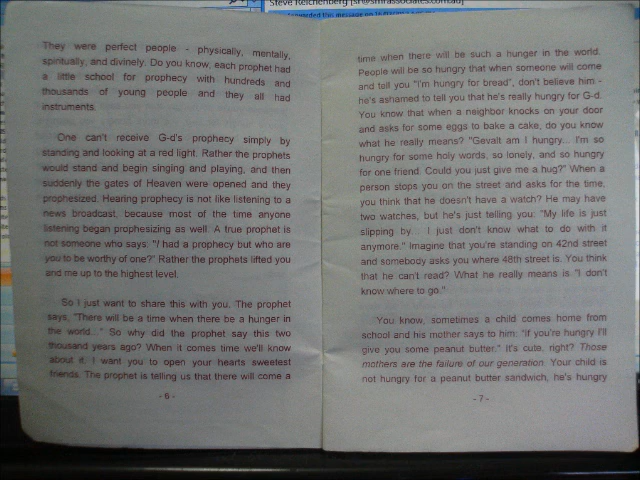 Steve Reichenberg
They were perfect people - physically, mentally,
spiritually, and divinely. Do you know, each prophet had
a little school for prophecy with hundreds and
thousands of young people and they all had
instruments.
One can't receive G-d's prophecy simply by
standing and looking at a red light. Rather the prophets
would stand and begin singing and playing, and then
suddenly the gates of Heaven were opened and they
prophesized. Hearing prophecy is not like listening to a
news broadcast, because most of the time anyone
listening began prophesizing as well. A true prophet is
not someone who says: "I had a prophecy but who are
you to be worthy of one?" Rather the prophets lifted you
and me up to the highest level.
So I just want to share this with you. The prophet
says, "There will be a time when there be a hunger in
the world..." So why did the prophet say this two
thousand years ago? When it comes time we'll know
about it. I want you to open your hearts sweetest
friends. The prophet is telling us that there will come a
- 6 -
time when there will be such a hunger in the world.
People will be so hungry that when someone will come
and tell you "I'm hungry for bread", don't believe him -
he's ashamed to tell you that he's really hungry for G-d.
You know that when a neighbor knocks on your door
and asks for some eggs to bake a cake, do you know
what he really means? "Gevalt am I hungry... I'm so
hungry for some holy words, so lonely, and so hungry
for one friend. Could you just give me a hug?" When a
person stops you on the street and asks for the time,
you think that he doesn't have a watch? He may have
two watches, but he's just telling you: "My life is just
slipping by... I just don't know what to do with it
anymore." Imagine that you're standing on 42nd street
and somebody asks you where 48th street is. You think
that he can't read? What he really means is "I don't
know where to go."
You know, sometimes a child comes home from
school and his mother says to him: "If you're hungry I'll
give you some peanut butter." It's cute, right? Those
mothers are the failure of our generation. Your child is
not hungry for a peanut butter sandwich, he's hungry
- 7 -